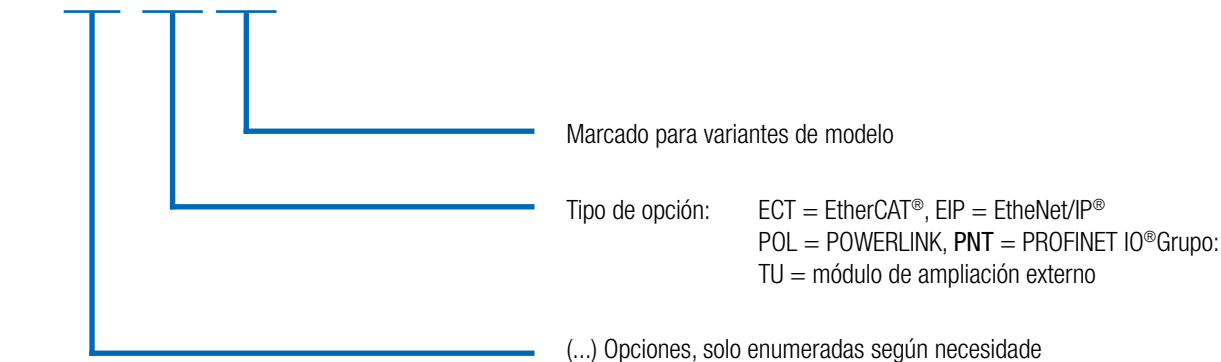 Marcado para variantes de modelo
Tipo de opción: ECT = EtherCAT®, EIP = EtheNet/IP®
POL = POWERLINK, PNT = PROFINET IO®Grupo:
TU = módulo de ampliación externo
(...) Opciones, solo enumeradas según necesidade